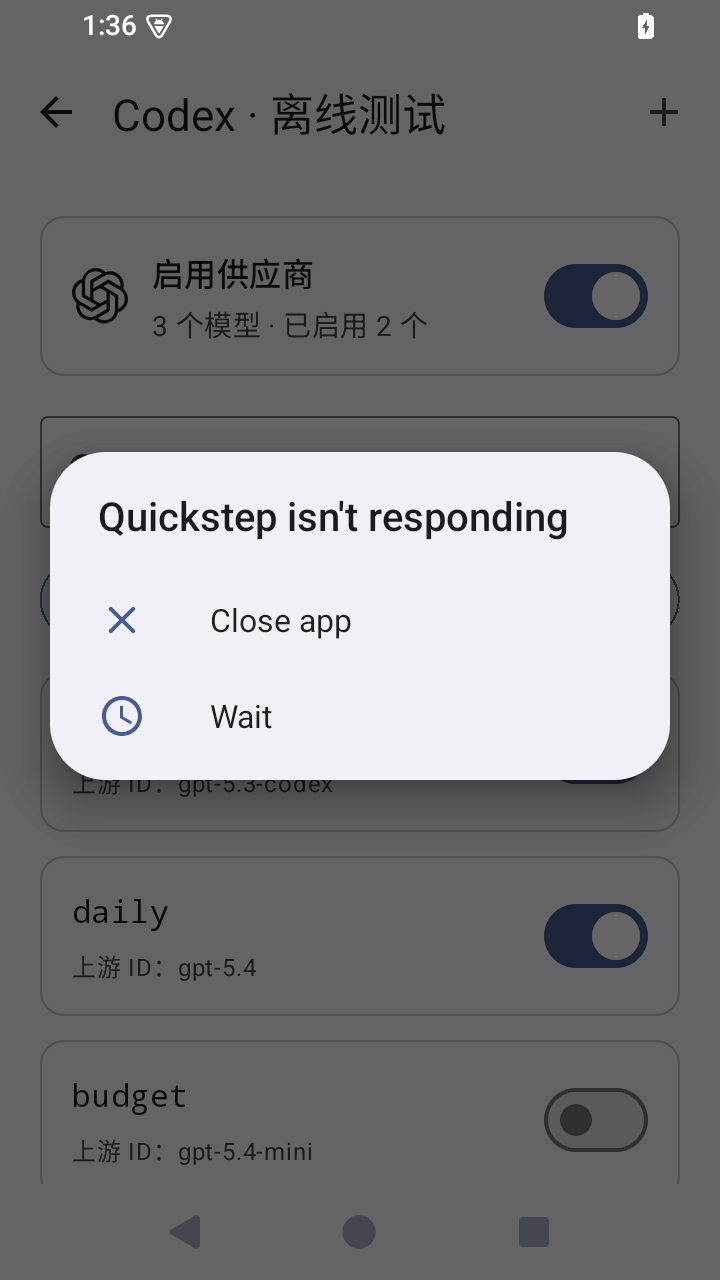 1:36
Codex · 离线测试
启用供应商
3 个模型 · 已启用 2 个
Quickstep isn't responding
Close app
Wait
上游 ID：gpt-5.3-codex
daily
上游 ID：gpt-5.4
budget
上游 ID：gpt-5.4-mini